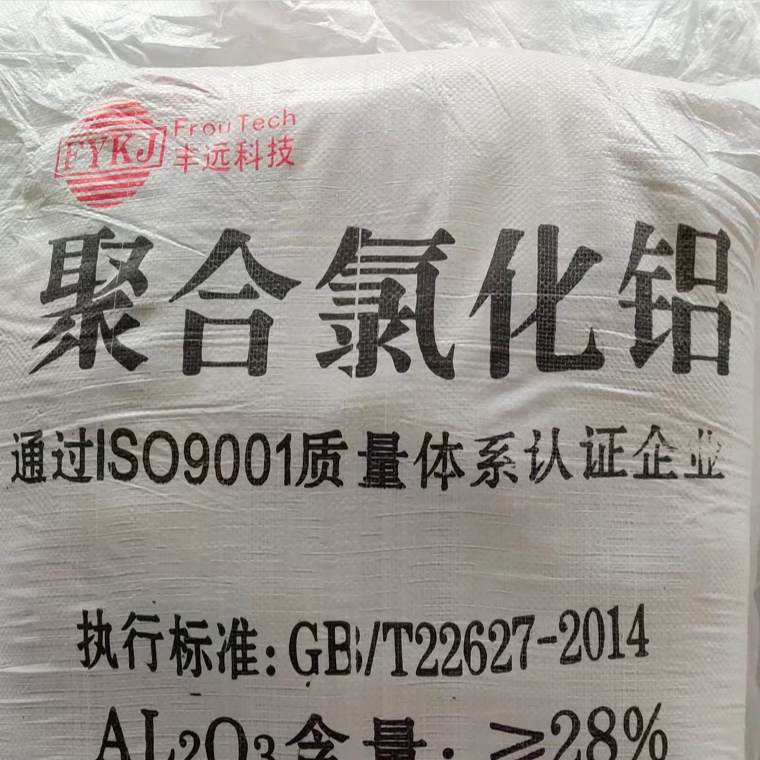 FYKJ
FrouTech
丰远科技
聚合氯化铝
通过ISO9001质量体系认证企业
执行标准:GB/T22627-2014
AL2O3含量:≥28%